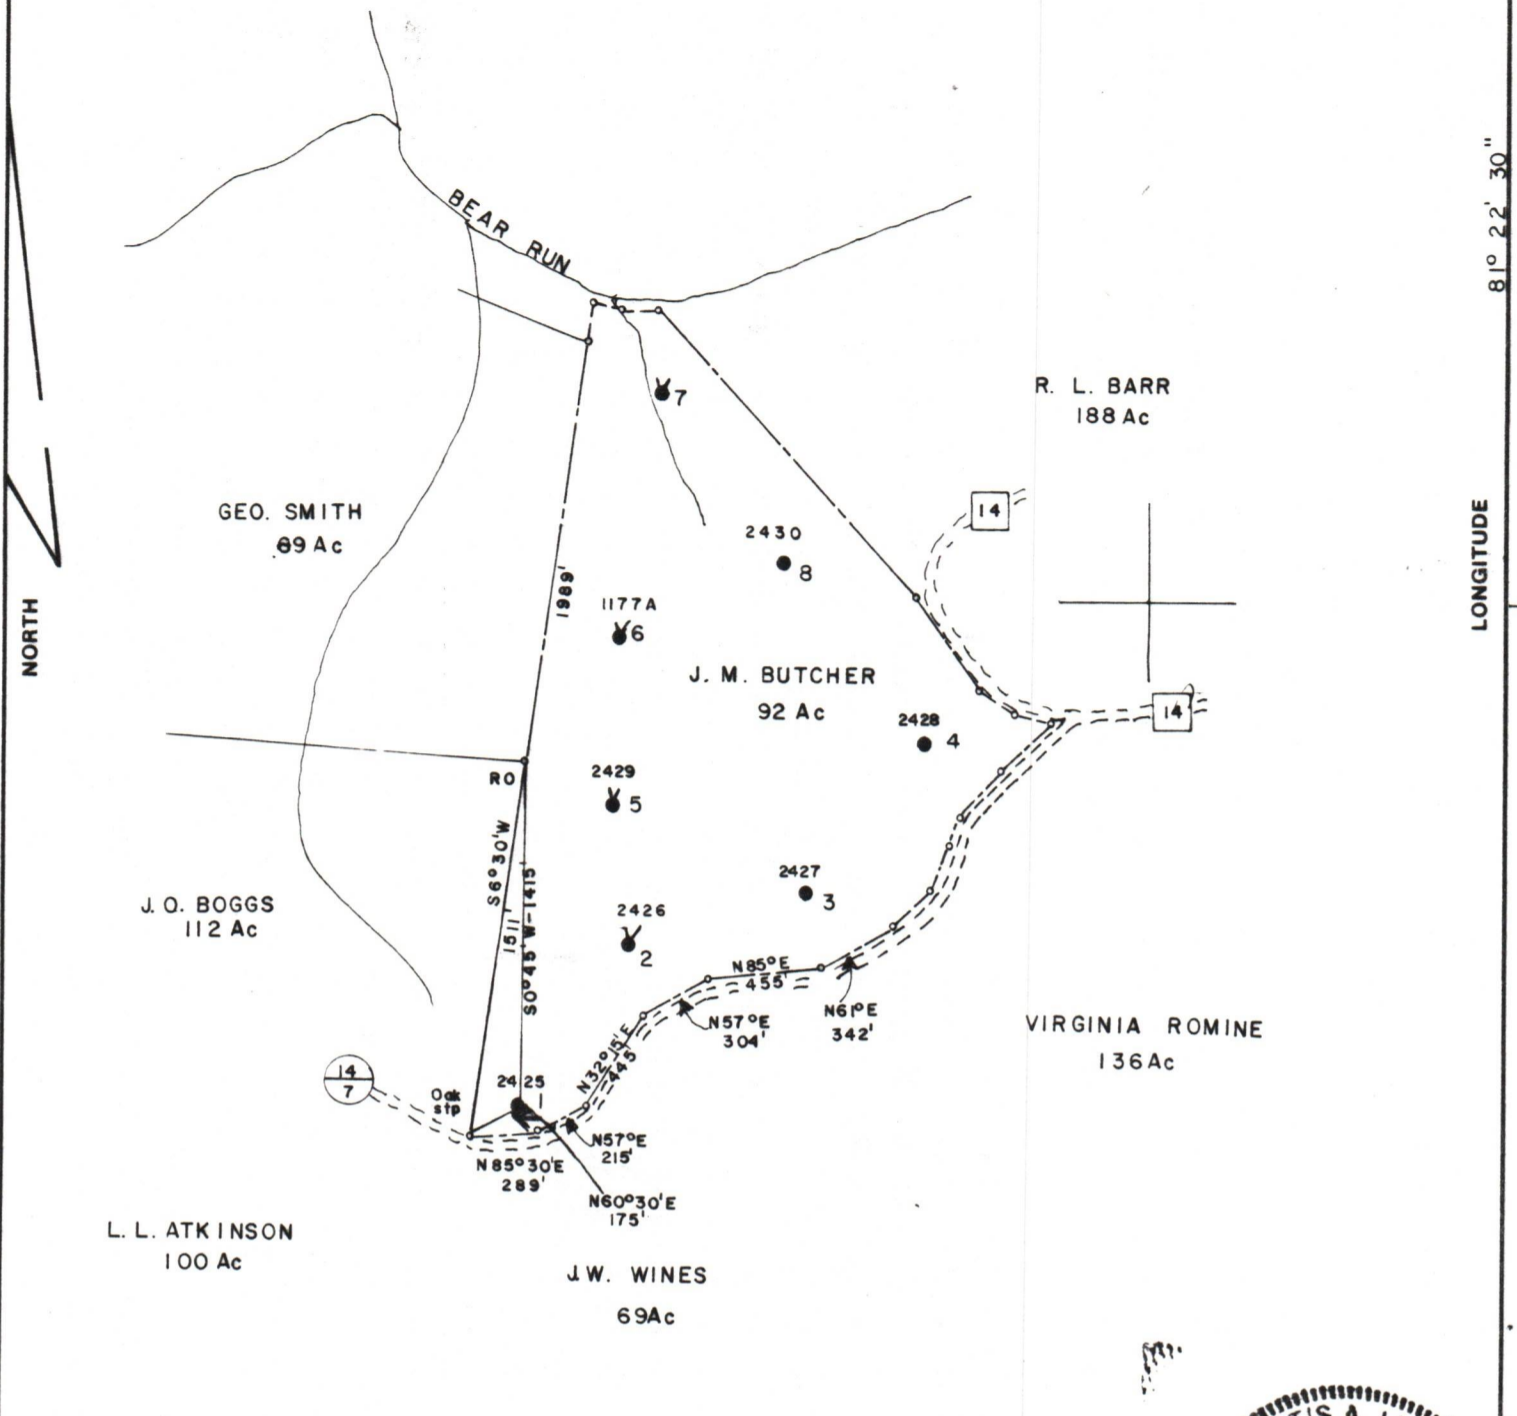 BEAR RUN
81° 22' 30"
LONGITUDE
NORTH
R. L. BARR
188 Ac
14
GEO. SMITH
89 Ac
7
2430
8
1989'
1177A
6
J. M. BUTCHER
92 Ac
14
2428
4
RO
2429
5
S6°30'W
1511'
S0°45'W-1415'
2427
3
J. O. BOGGS
112 Ac
2426
2
N85°E
455'
N61°E
342'
N57°E
304'
VIRGINIA ROMINE
136 Ac
N32°15'E
445'
14
7
Oak
stp
2425
1
N57°E
215'
N85°30'E
289'
N60°30'E
175'
L. L. ATKINSON
100 Ac
J.W. WINES
69Ac